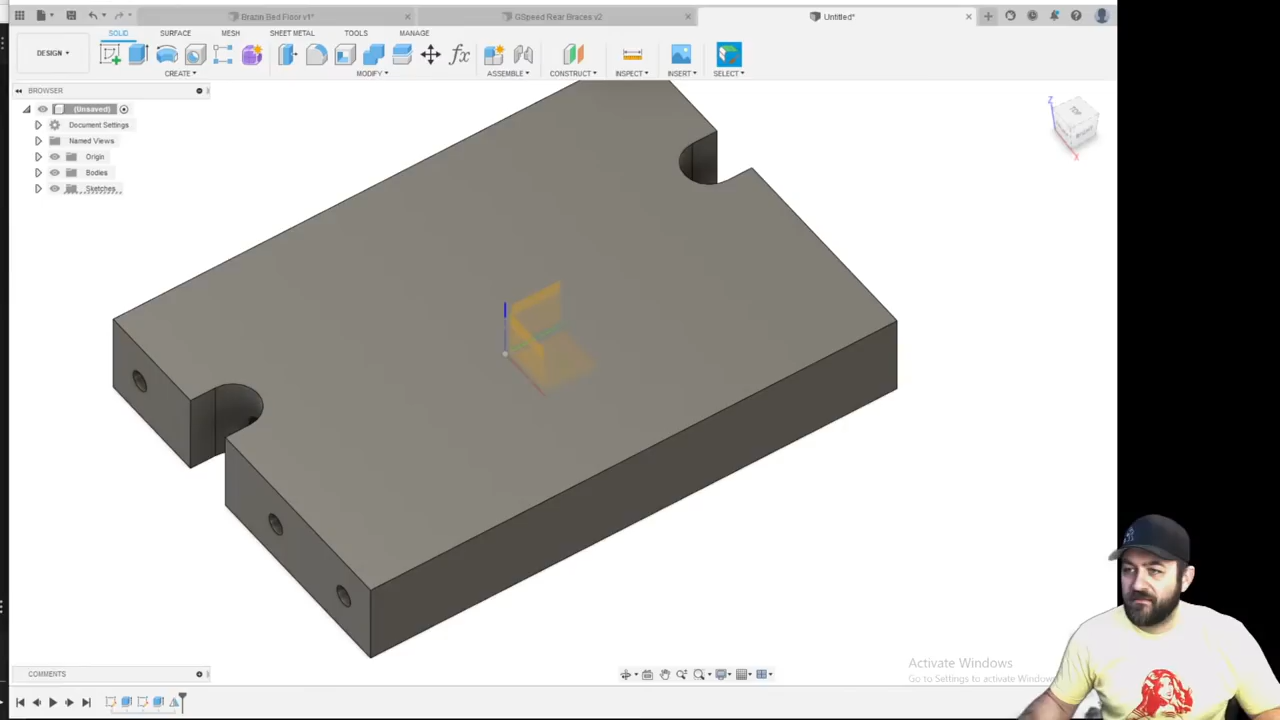 Brazin Bed Floor v1*
GSpeed Rear Braces v2
Untitled*
SOLID
SURFACE
MESH
SHEET METAL
TOOLS
MANAGE
DESIGN
CREATE
MODIFY
ASSEMBLE
CONSTRUCT
INSPECT
INSERT
SELECT
BROWSER
(Unsaved)
Document Settings
Named Views
Origin
Bodies
Sketches
Z
X
Activate Windows
Go to Settings to activate Windows
COMMENTS